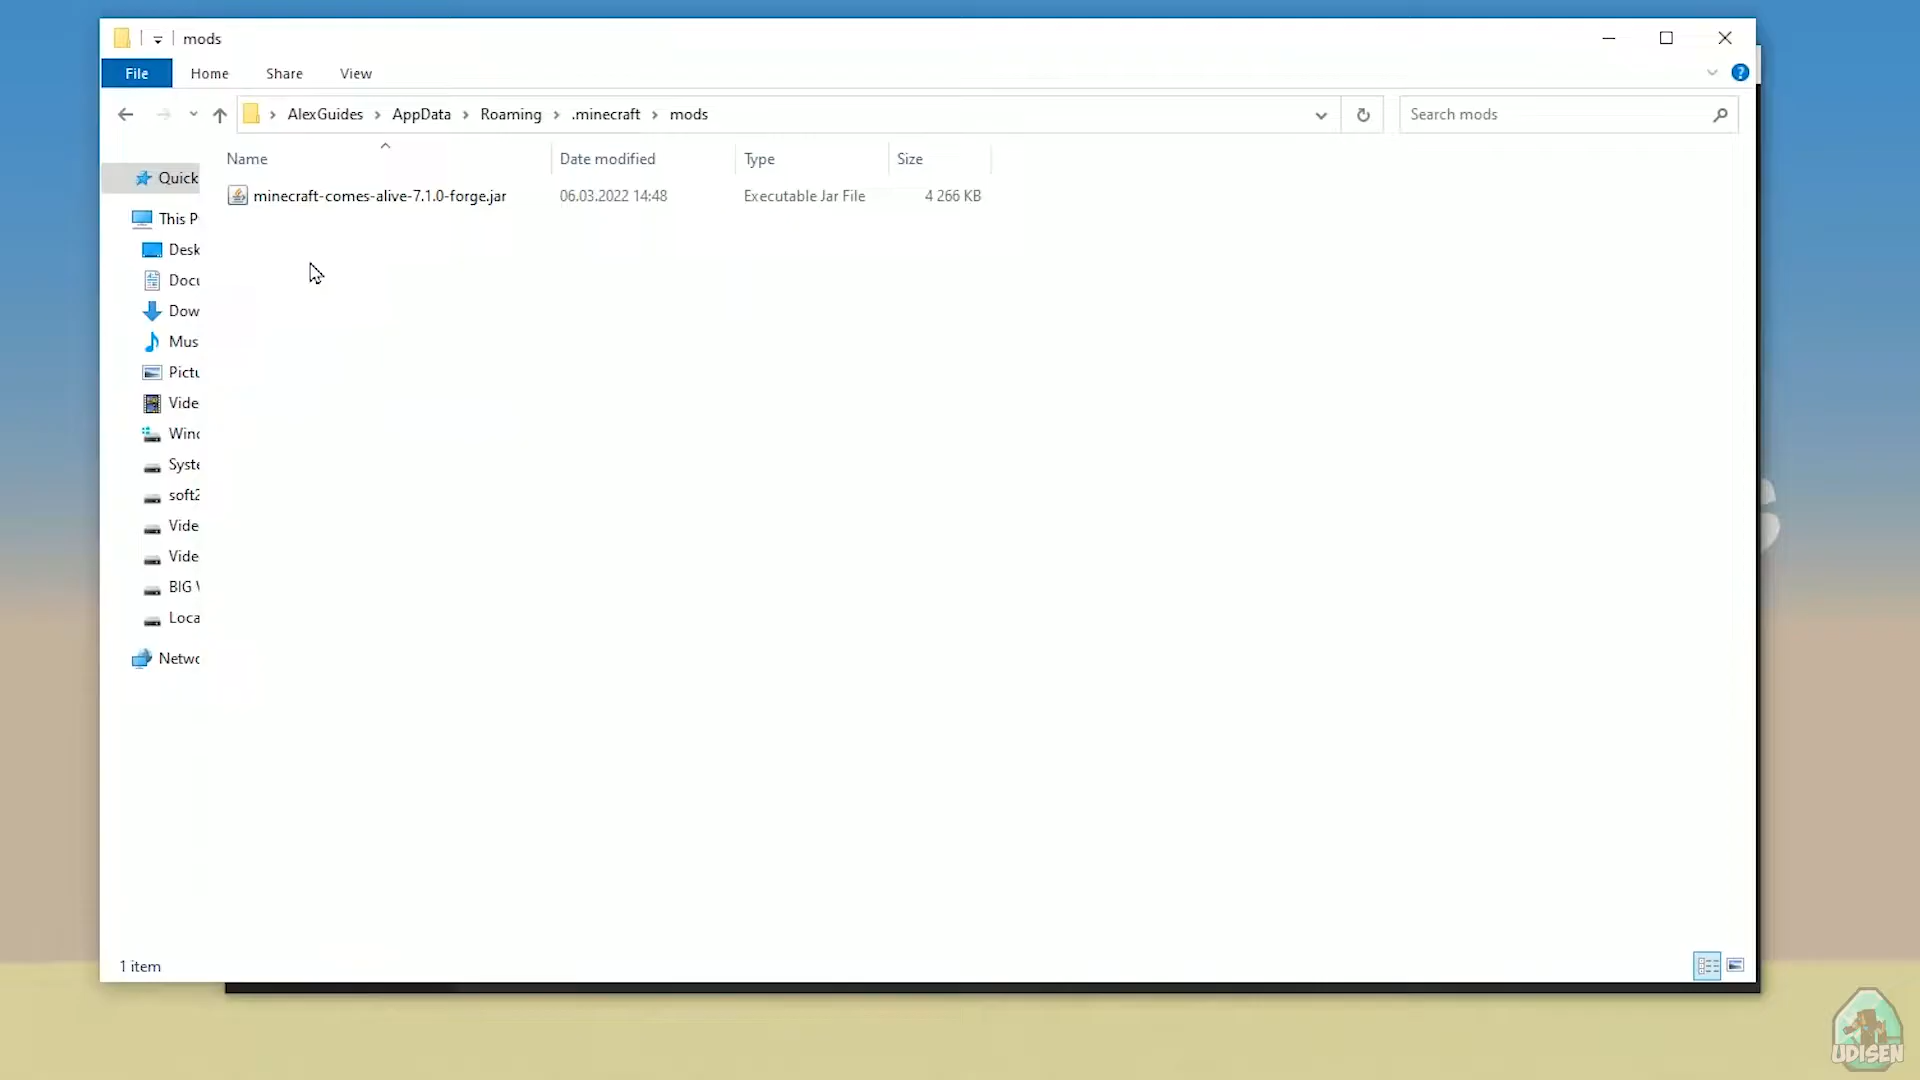 mods
File Home Share View
AlexGuides AppData Roaming .minecraft mods
Search mods
Name Date modified Type Size
minecraft-comes-alive-7.1.0-forge.jar 06.03.2022 14:48 Executable Jar File 4 266 KB
Quick
This P
Desk
Docu
Dow
Mus
Pictu
Vide
Winc
Syste
soft2
Vide
Vide
BIG
Loca
Netwo
1 item
UDISEN